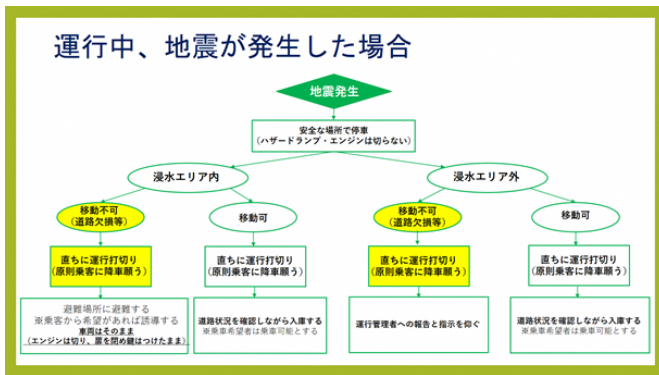 運行中、地震が発生した場合
地震発生
安全な場所で停車
（ハザードランプ・エンジンは切らない）
浸水エリア内
浸水エリア外
移動不可
（道路欠損等）
移動可
移動不可
（道路欠損等）
移動可
直ちに運行打切り
（原則乗客に降車願う）
直ちに運行打切り
（原則乗客に降車願う）
直ちに運行打切り
（原則乗客に降車願う）
直ちに運行打切り
（原則乗客に降車願う）
避難場所に避難する
※乗客から希望があれば誘導する
車両はそのまま
（エンジンは切り、扉を閉め鍵はつけたまま）
道路状況を確認しながら入庫する
※乗車希望者は乗車可能とする
運行管理者への報告と指示を仰ぐ
道路状況を確認しながら入庫する
※乗車希望者は乗車可能とする